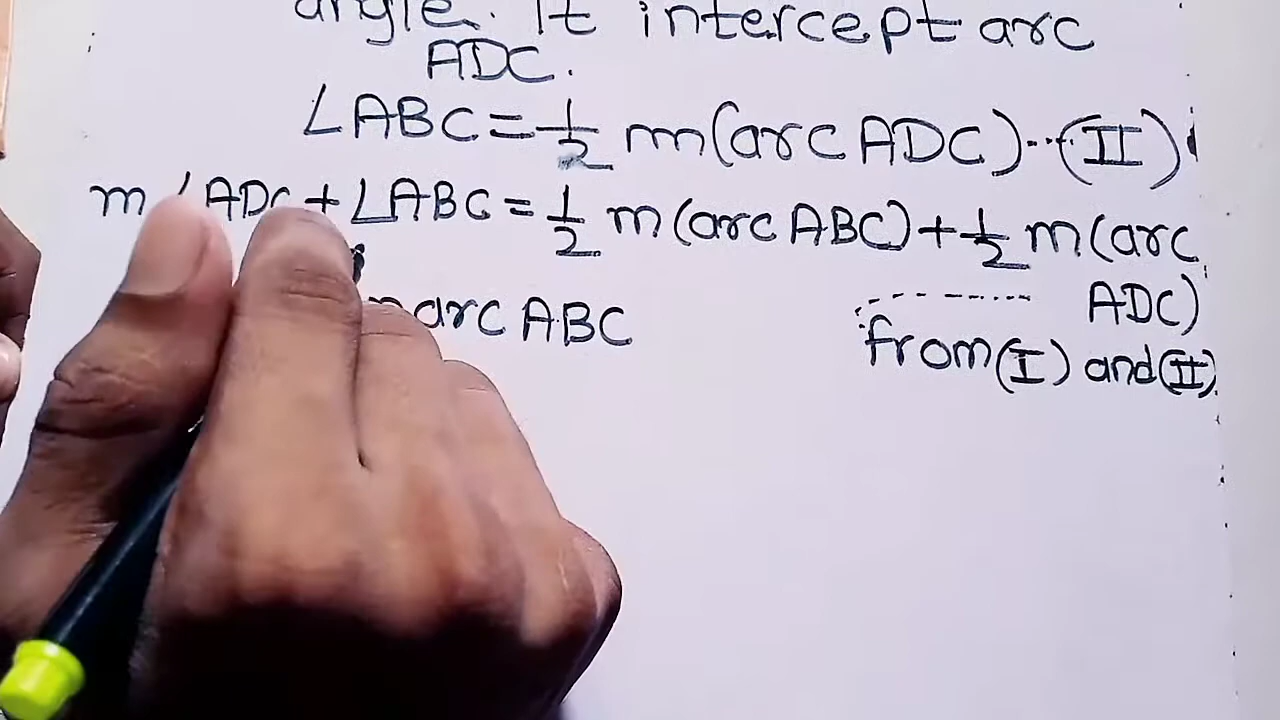 angle. It intercept arc
ADC.
∠ABC=1/2 m(arc ADC)---(II)
m∠ADC+∠ABC=1/2 m(arc ABC)+1/2 m(arc
ADC)
arc ABC
from(I) and(II)